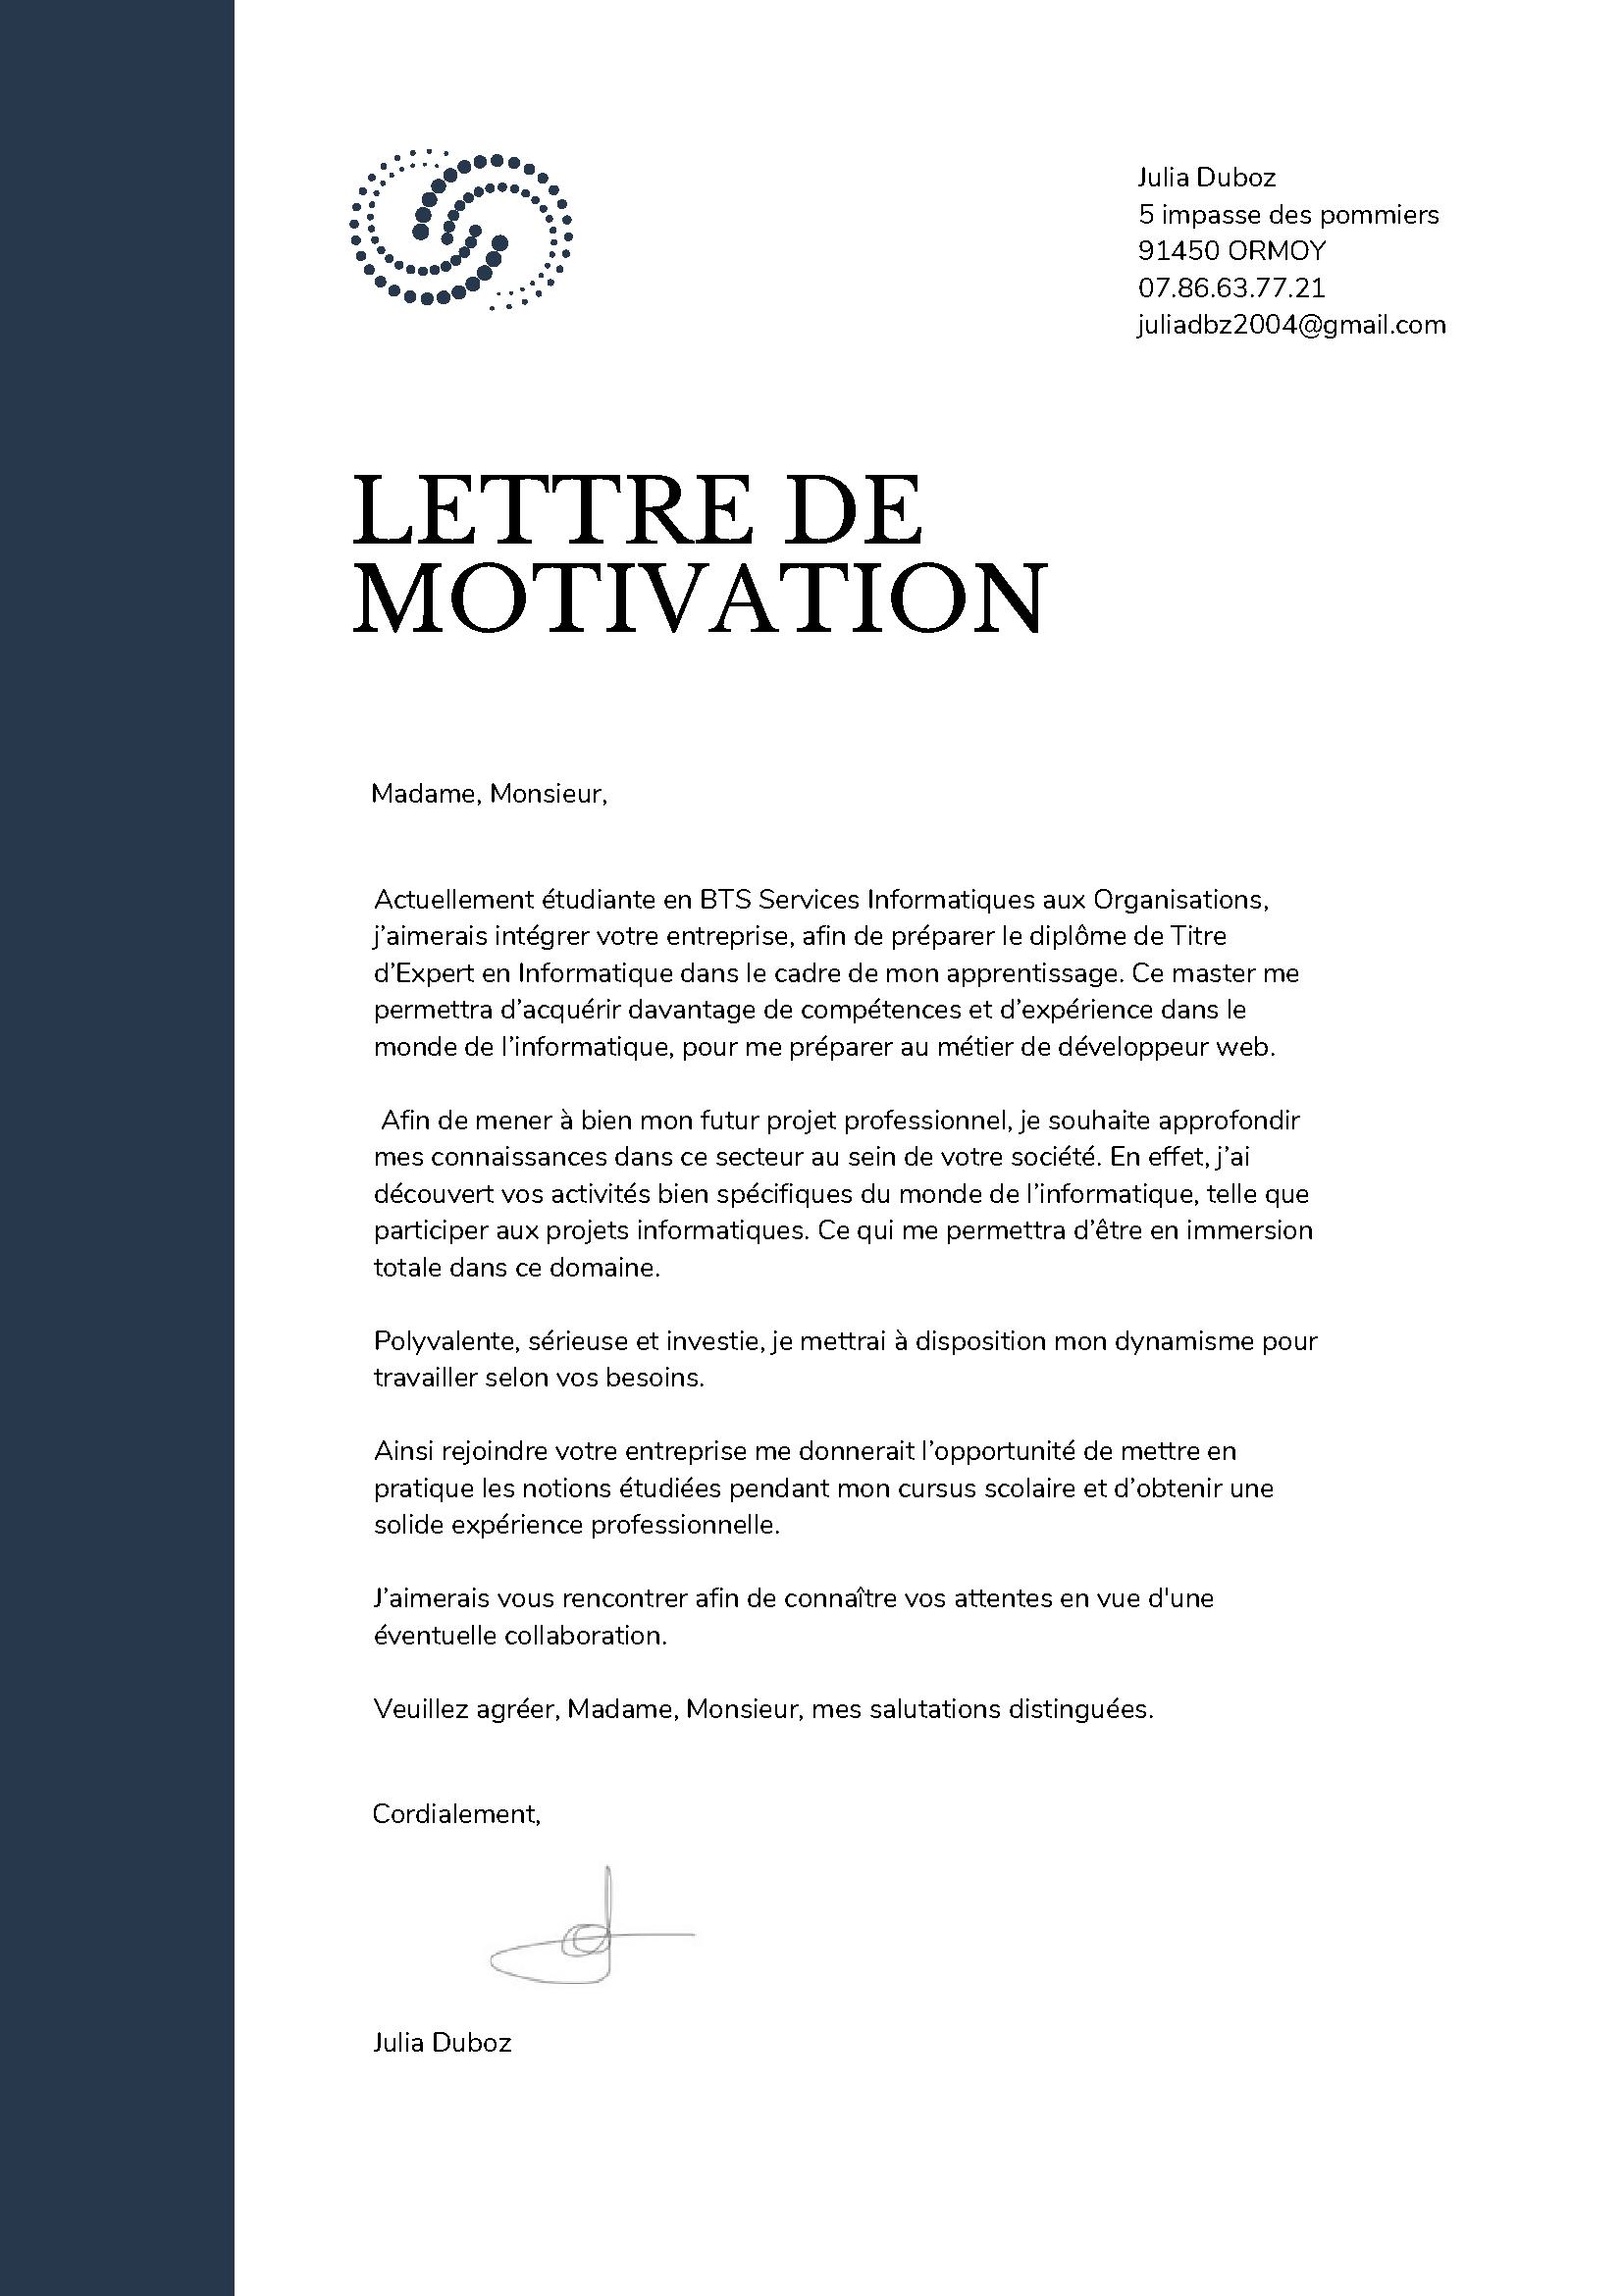 Julia Duboz
5 impasse des pommiers
91450 ORMOY
07.86.63.77.21
juliadbz2004@gmail.com
LETTRE DE
MOTIVATION
Madame, Monsieur,
Actuellement étudiante en BTS Services Informatiques aux Organisations,
j’aimerais intégrer votre entreprise, afin de préparer le diplôme de Titre
d’Expert en Informatique dans le cadre de mon apprentissage. Ce master me
permettra d’acquérir davantage de compétences et d’expérience dans le
monde de l’informatique, pour me préparer au métier de développeur web.
Afin de mener à bien mon futur projet professionnel, je souhaite approfondir
mes connaissances dans ce secteur au sein de votre société. En effet, j’ai
découvert vos activités bien spécifiques du monde de l’informatique, telle que
participer aux projets informatiques. Ce qui me permettra d’être en immersion
totale dans ce domaine.
Polyvalente, sérieuse et investie, je mettrai à disposition mon dynamisme pour
travailler selon vos besoins.
Ainsi rejoindre votre entreprise me donnerait l’opportunité de mettre en
pratique les notions étudiées pendant mon cursus scolaire et d’obtenir une
solide expérience professionnelle.
J’aimerais vous rencontrer afin de connaître vos attentes en vue d'une
éventuelle collaboration.
Veuillez agréer, Madame, Monsieur, mes salutations distinguées.
Cordialement,
Julia Duboz